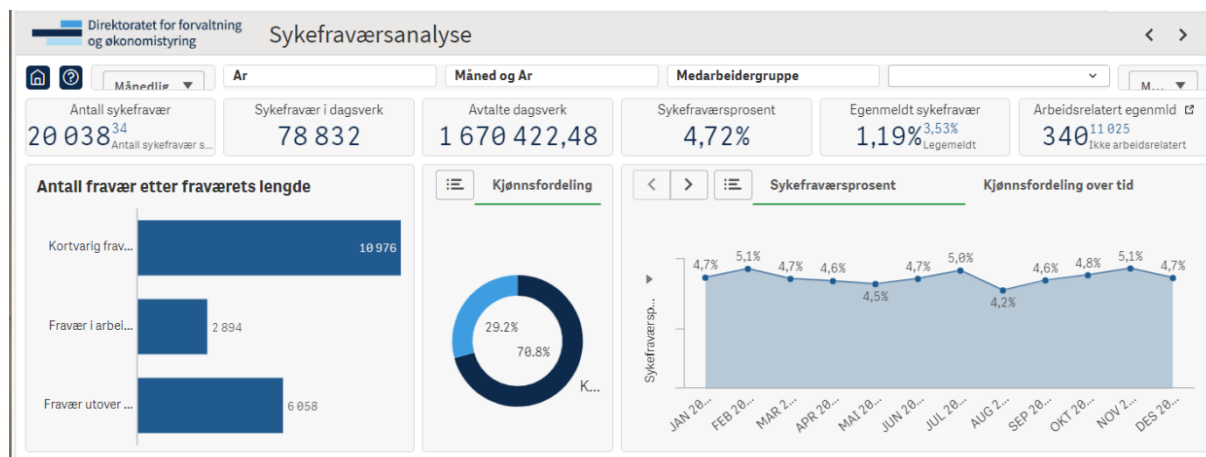 Direktoratet for forvaltning
og økonomistyring
Sykefraværsanalyse
Månedlig
Ar
Måned og Ar
Medarbeidergruppe
M...
Antall sykefravær
20 038 34
Antall sykefravær s...
Sykefravær i dagsverk
78 832
Avtalte dagsverk
1 670 422,48
Sykefraværsprosent
4,72%
Egenmeldt sykefravær
1,19% 3,53%
Legemeldt
Arbeidsrelatert egenmld
340 11 025
Ikke arbeidsrelatert
Antall fravær etter fraværets lengde
Kortvarig frav...
10 976
Fravær i arbei...
2 894
Fravær utover ...
6 058
Kjønnsfordeling
29.2%
70.8%
K...
Sykefraværsprosent
Kjønnsfordeling over tid
Sykefraværsp...
4,7%
5,1%
4,7%
4,6%
4,5%
4,7%
5,0%
4,2%
4,6%
4,8%
5,1%
4,7%
JAN 20...
FEB 20...
MAR 2...
APR 20...
MAI 20...
JUN 20...
JUL 20...
AUG 2...
SEP 20...
OKT 20...
NOV 2...
DES 20...